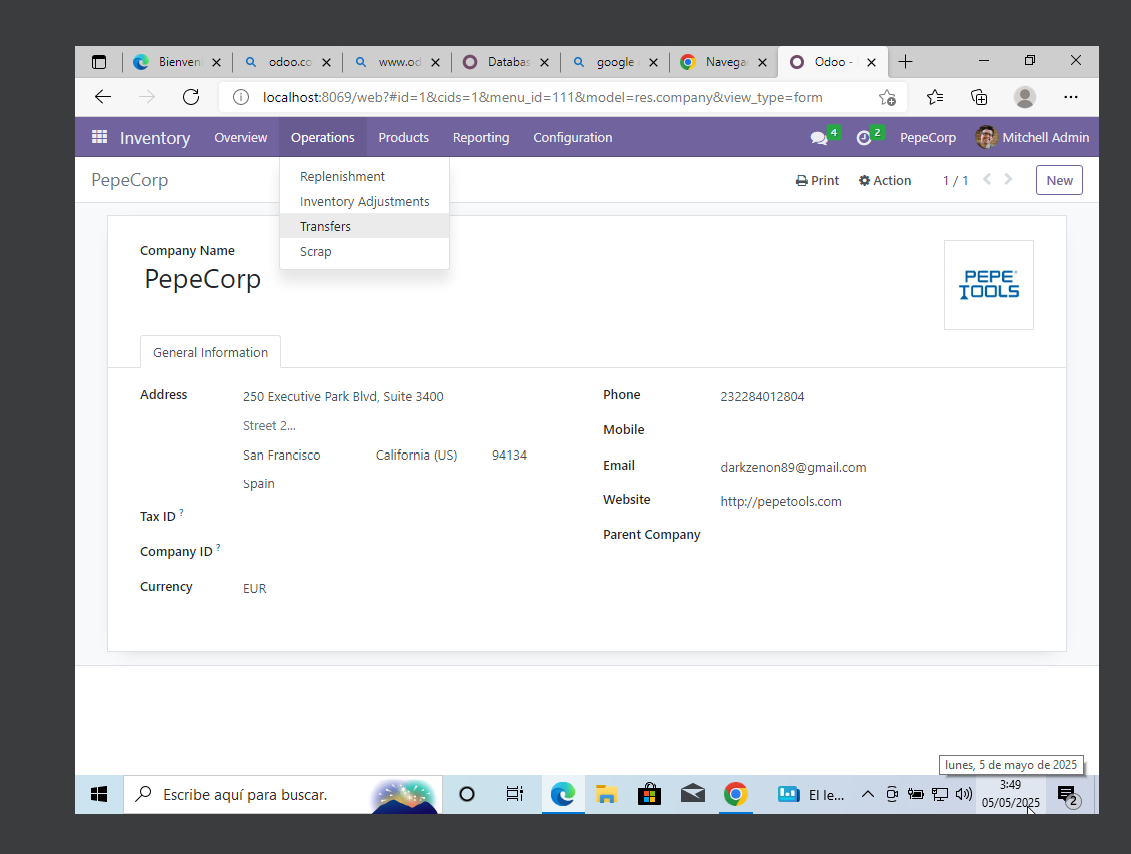 Bienven odoo.co www.od Databas google Navega Odoo -
localhost:8069/web?#id=1&cids=1&menu_id=111&model=res.company&view_type=form
Inventory Overview Operations Products Reporting Configuration 4 2 PepeCorp Mitchell Admin
PepeCorp Print Action 1 / 1 New
Replenishment
Inventory Adjustments
Transfers
Scrap
Company Name
PepeCorp
PEPE
TOOLS
General Information
Address 250 Executive Park Blvd, Suite 3400
Street 2...
San Francisco California (US) 94134
Spain
Tax ID ?
Company ID ?
Currency EUR
Phone 232284012804
Mobile
Email darkzenon89@gmail.com
Website http://pepetools.com
Parent Company
lunes, 5 de mayo de 2025
Escribe aquí para buscar. El le... 3:49
05/05/2025 2